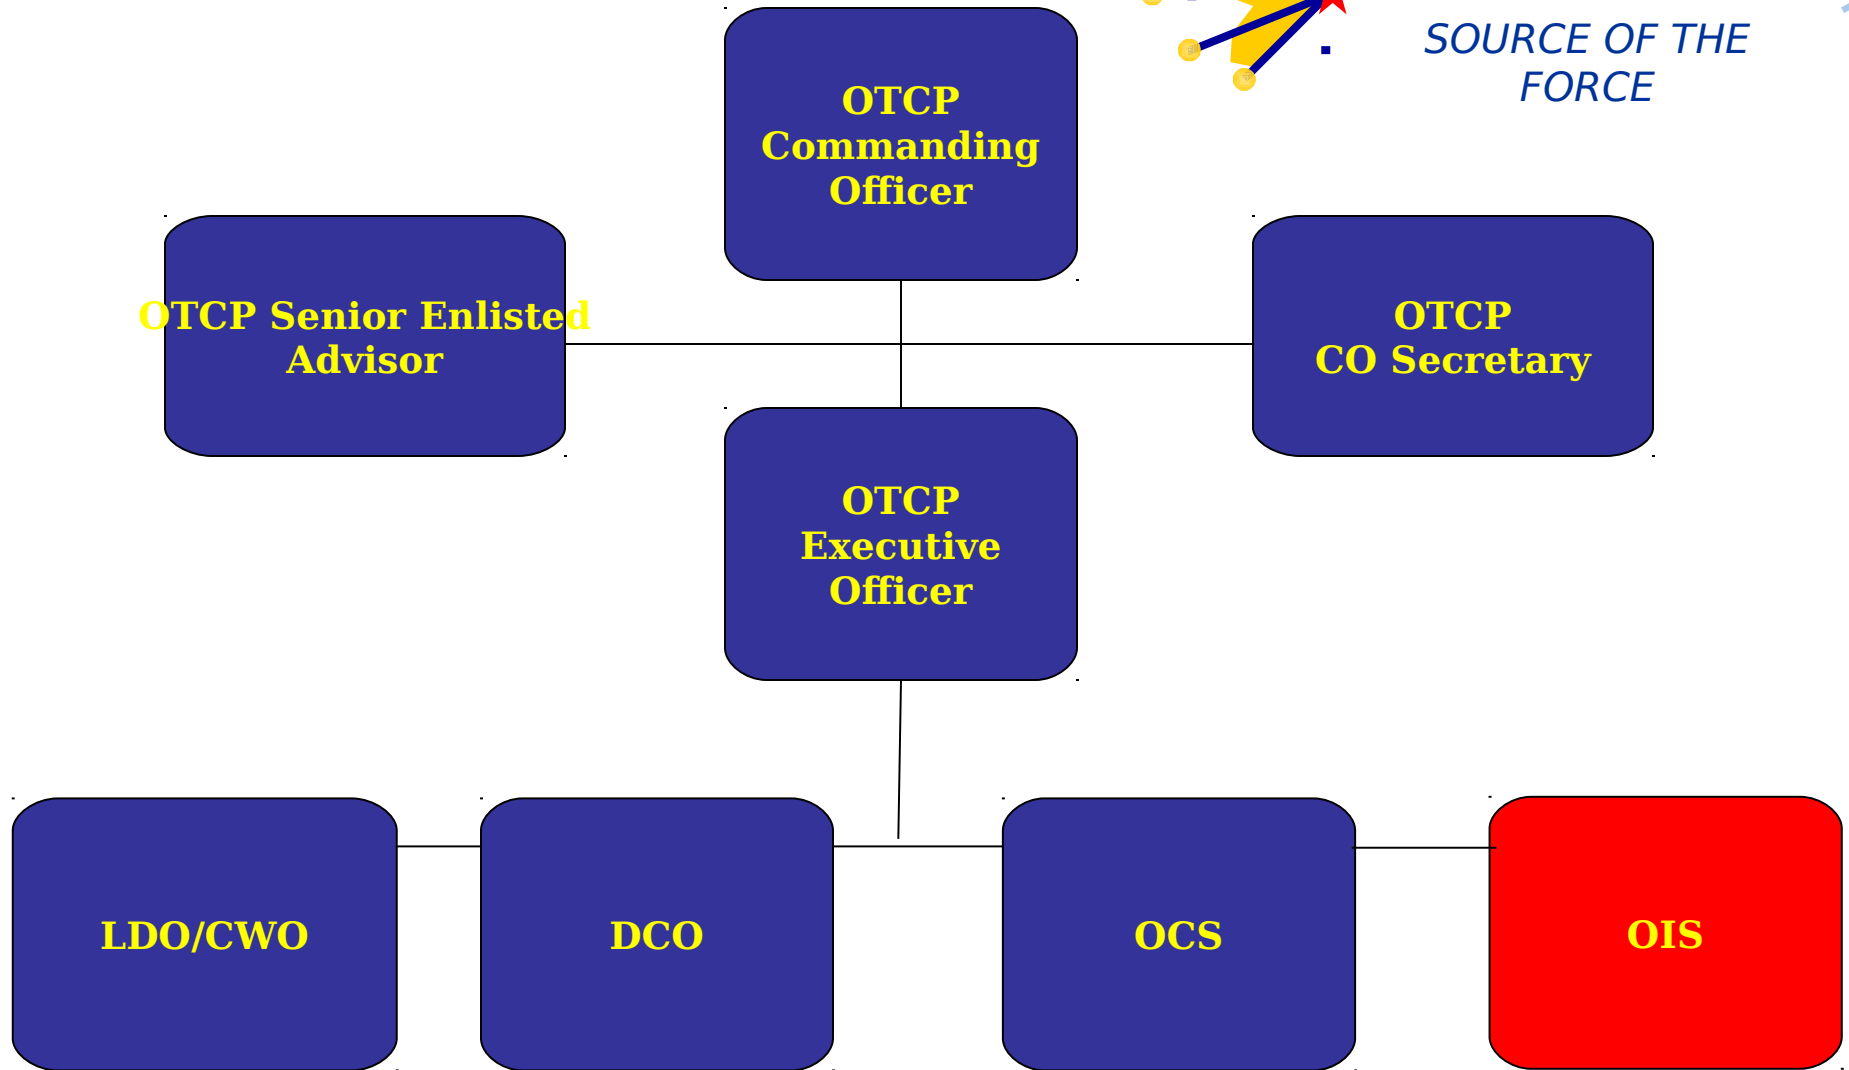 SOURCE OF THE
FORCE
OTCP
Commanding
Officer
OTCP Senior Enlisted
Advisor
OTCP
CO Secretary
OTCP
Executive
Officer
LDO/CWO
DCO
OCS
OIS